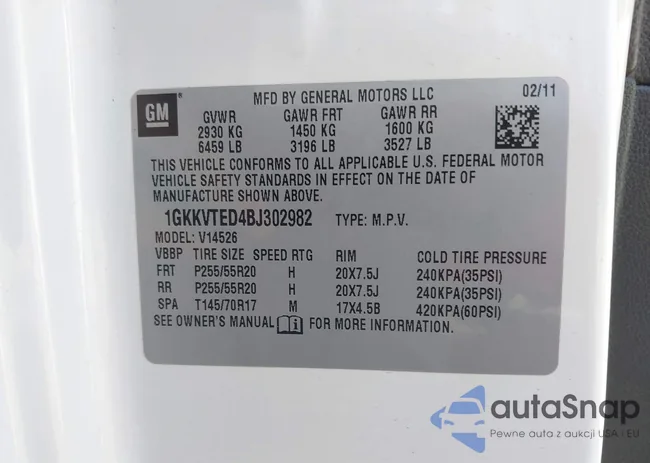 GM
MFD BY GENERAL MOTORS LLC 02/11
GVWR GAWR FRT GAWR RR
2930 KG 1450 KG 1600 KG
6459 LB 3196 LB 3527 LB
THIS VEHICLE CONFORMS TO ALL APPLICABLE U.S. FEDERAL MOTOR
VEHICLE SAFETY STANDARDS IN EFFECT ON THE DATE OF
MANUFACTURE SHOWN ABOVE.
1GKKVTED4BJ302982 TYPE: M.P.V.
MODEL: V14526
VBBP TIRE SIZE SPEED RTG RIM COLD TIRE PRESSURE
FRT P255/55R20 H 20X7.5J 240KPA(35PSI)
RR P255/55R20 H 20X7.5J 240KPA(35PSI)
SPA T145/70R17 M 17X4.5B 420KPA(60PSI)
SEE OWNER'S MANUAL i FOR MORE INFORMATION.
autaSnap
Pewne auta z aukcji USA i EU